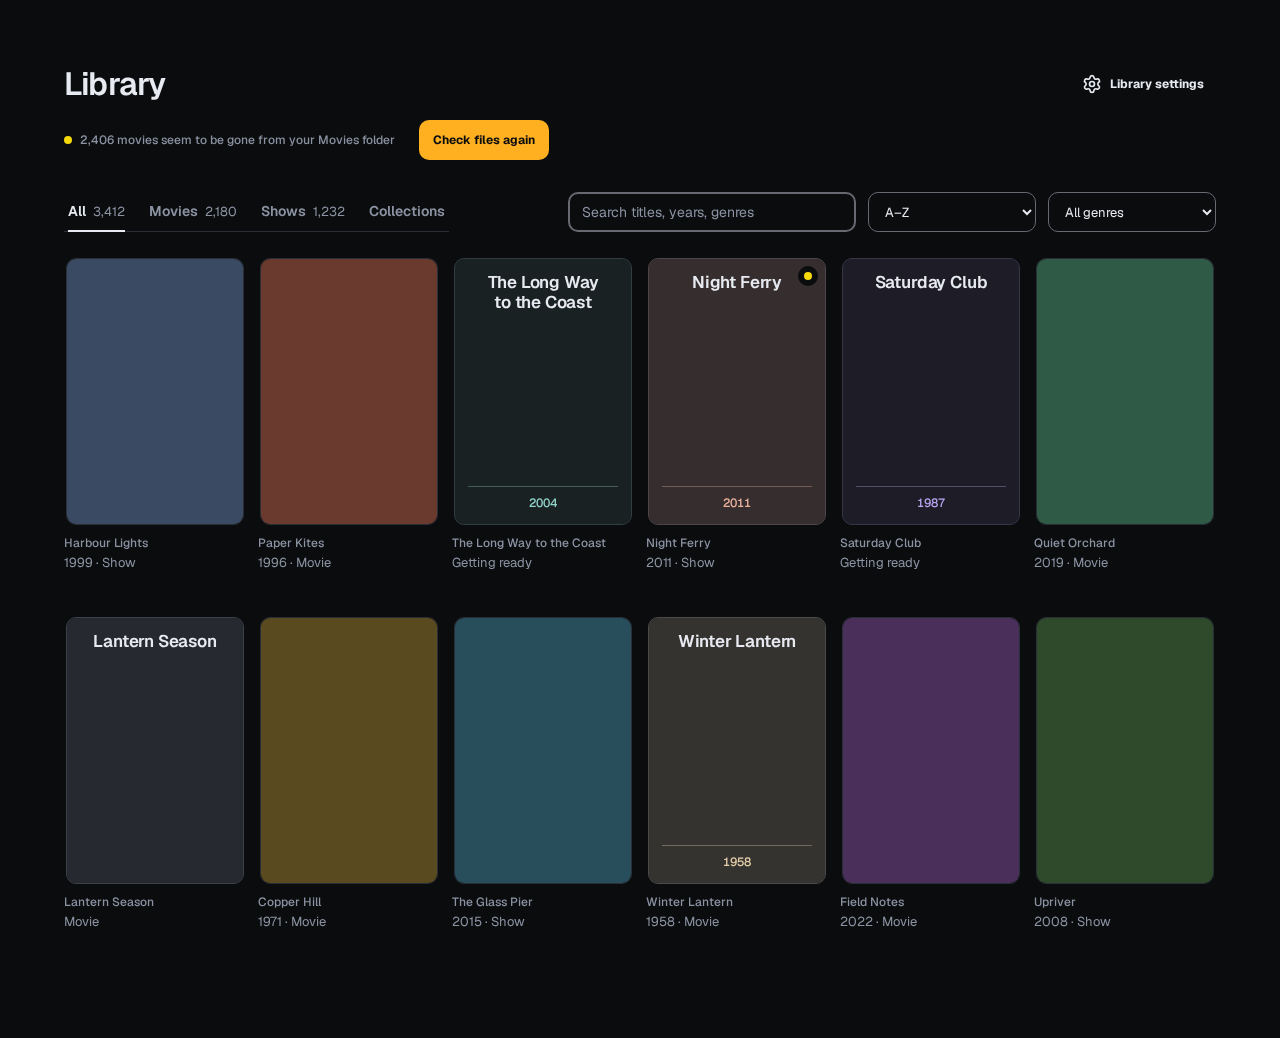 Library
Library settings
2,406 movies seem to be gone from your Movies folder
Check files again
All 3,412
Movies 2,180
Shows 1,232
Collections
Search titles, years, genres
A–Z
All genres
The Long Way
to the Coast
2004
Night Ferry
2011
Saturday Club
1987
Harbour Lights
1999 · Show
Paper Kites
1996 · Movie
The Long Way to the Coast
Getting ready
Night Ferry
2011 · Show
Saturday Club
Getting ready
Quiet Orchard
2019 · Movie
Lantern Season
Winter Lantern
1958
Lantern Season
Movie
Copper Hill
1971 · Movie
The Glass Pier
2015 · Show
Winter Lantern
1958 · Movie
Field Notes
2022 · Movie
Upriver
2008 · Show